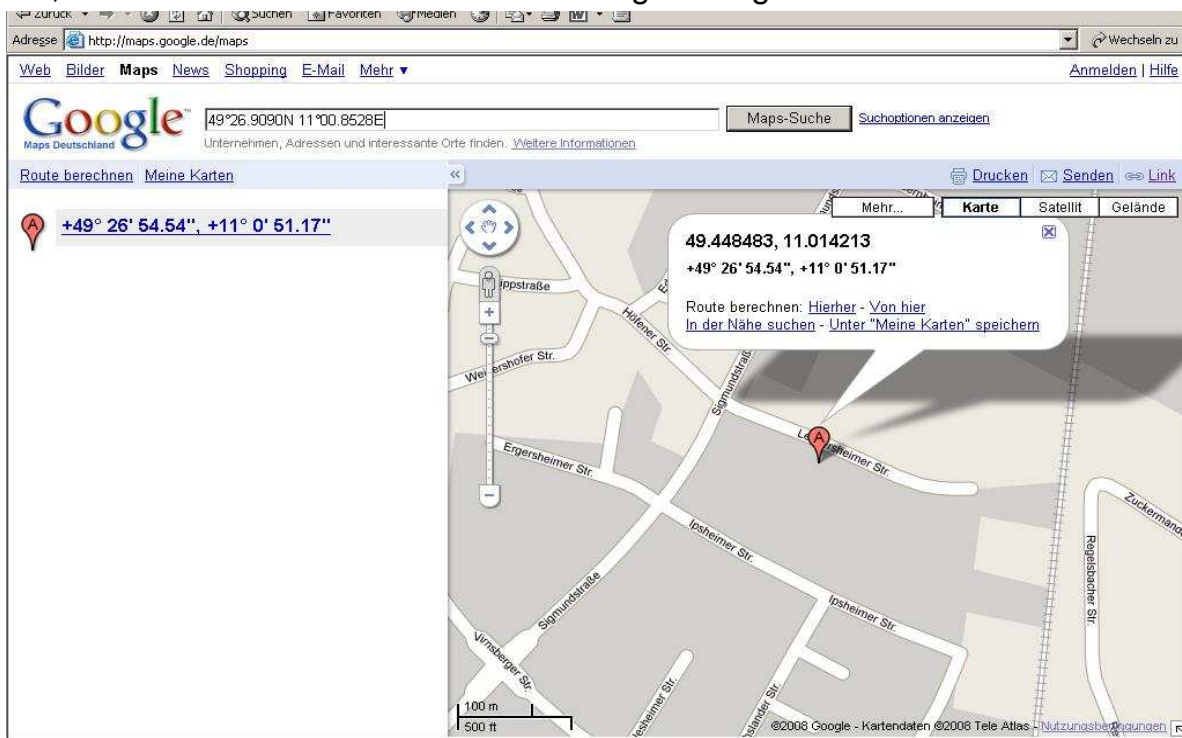 Zurück Suchen Favoriten Medien
Adresse http://maps.google.de/maps Wechseln zu
Web Bilder Maps News Shopping E-Mail Mehr ▼ Anmelden | Hilfe
Google™
Maps Deutschland
49°26.9090N 11°00.8528E
Maps-Suche
Suchoptionen anzeigen
Unternehmen, Adressen und interessante Orte finden. Weitere Informationen
Route berechnen Meine Karten « Drucken Senden Link
A +49° 26' 54.54", +11° 0' 51.17"
Mehr... Karte Satellit Gelände
49.448483, 11.014213
+49° 26' 54.54", +11° 0' 51.17"
Route berechnen: Hierher - Von hier
In der Nähe suchen - Unter "Meine Karten" speichern
ippstraße
Höfener Str.
Sigmundstraße
A
Ergersheimer Str.
Ipsheimer Str.
Regelsbacher Str.
Ipsheimer Str.
Sigmundstraße
Virnsberger Str.
100 m
500 ft
©2008 Google - Kartendaten ©2008 Tele Atlas - Nutzungsbedingungen